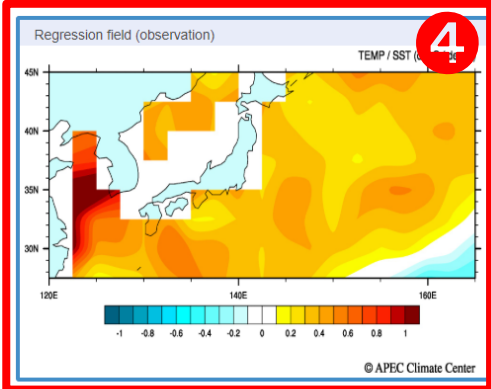 Regression field (observation)
4
TEMP / SST (
45N
40N
35N
30N
120E 140E 160E
-1 -0.8 -0.6 -0.4 -0.2 0 0.2 0.4 0.6 0.8 1
© APEC Climate Center